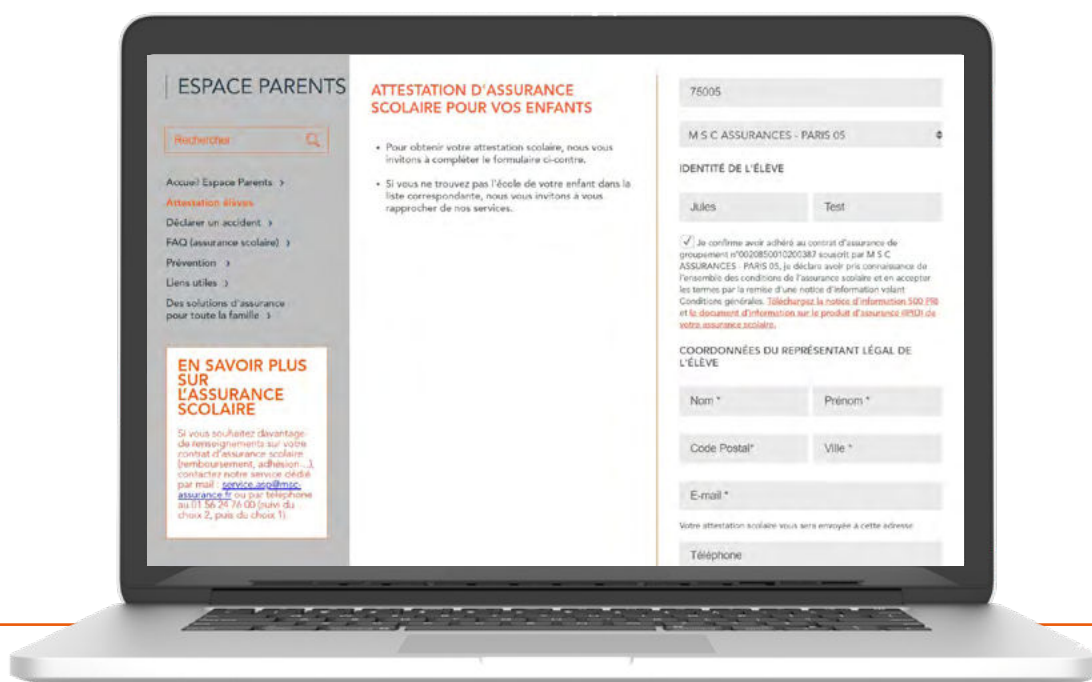 ESPACE PARENTS
Rechercher
Accueil Espace Parents >
Attestation élèves
Déclarer un accident >
FAQ (assurance scolaire) >
Prévention >
Liens utiles >
Des solutions d'assurance
pour toute la famille >
EN SAVOIR PLUS
SUR
L'ASSURANCE
SCOLAIRE
Si vous souhaitez davantage
de renseignements sur votre
contrat d'assurance scolaire
(remboursement, adhésion...),
contactez notre service dédié
par mail : service.asp@msc-
assurance.fr ou par téléphone
au 01 56 24 76 00 (suivi du
choix 2, puis du choix 1).
ATTESTATION D'ASSURANCE
SCOLAIRE POUR VOS ENFANTS
• Pour obtenir votre attestation scolaire, nous vous
invitons à compléter le formulaire ci-contre.
• Si vous ne trouvez pas l'école de votre enfant dans la
liste correspondante, nous vous invitons à vous
rapprocher de nos services.
75005
M S C ASSURANCES - PARIS 05
IDENTITÉ DE L'ÉLÈVE
Jules Test
Je confirme avoir adhéré au contrat d'assurance de
groupement n°0020850010200387 souscrit par M S C
ASSURANCES - PARIS 05, je déclare avoir pris connaissance de
l'ensemble des conditions de l'assurance scolaire et en accepter
les termes par la remise d'une notice d'information valant
Conditions générales. Téléchargez la notice d'information 500 PR
et le document d'information sur le produit d'assurance (IPID) de
votre assurance scolaire.
COORDONNÉES DU REPRÉSENTANT LÉGAL DE
L'ÉLÈVE
Nom * Prénom *
Code Postal* Ville *
E-mail *
Votre attestation scolaire vous sera envoyée à cette adresse
Téléphone